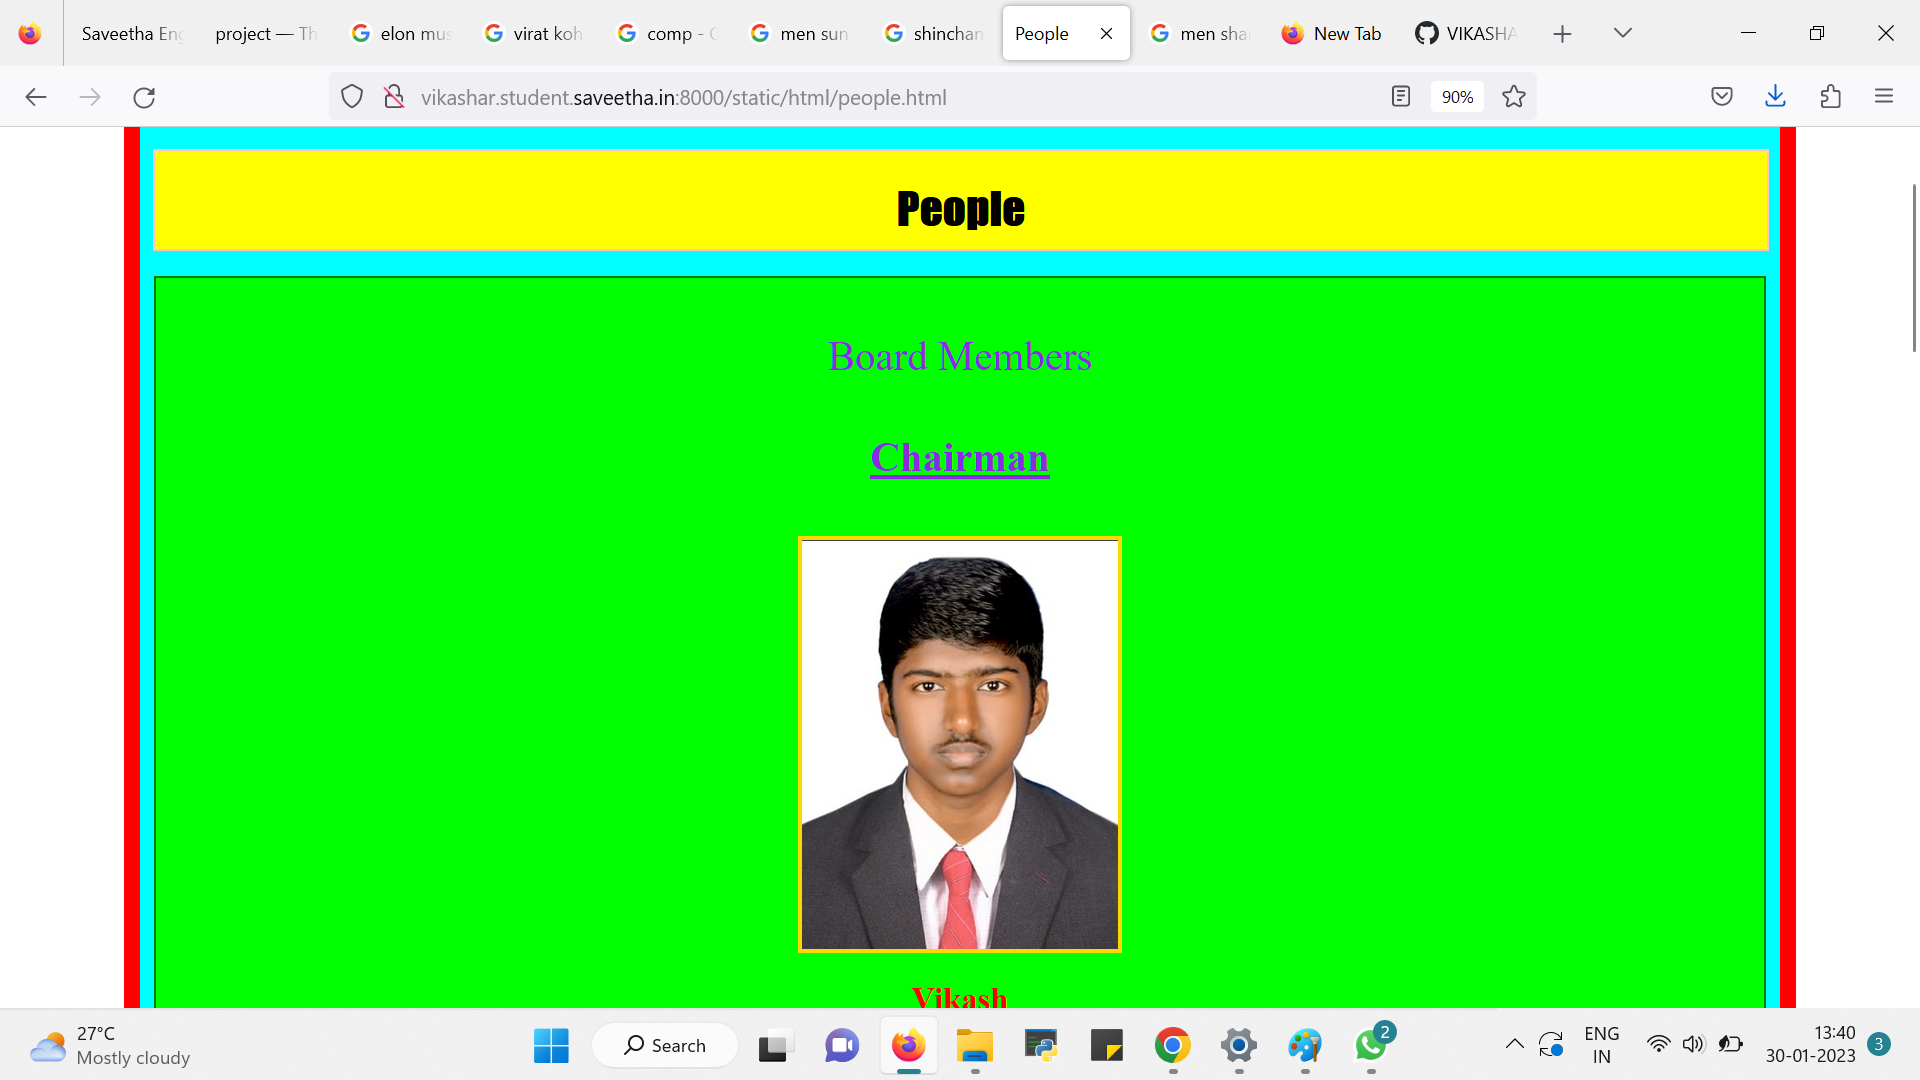 Saveetha Eng
project — Th
elon mus
virat koh
comp - G
men sun
shinchan
People
men sha
New Tab
VIKASHA
vikashar.student.saveetha.in:8000/static/html/people.html
90%
People
Board Members
Chairman
Vikash
27°C
Mostly cloudy
Search
2
ENG
IN
13:40
30-01-2023
3